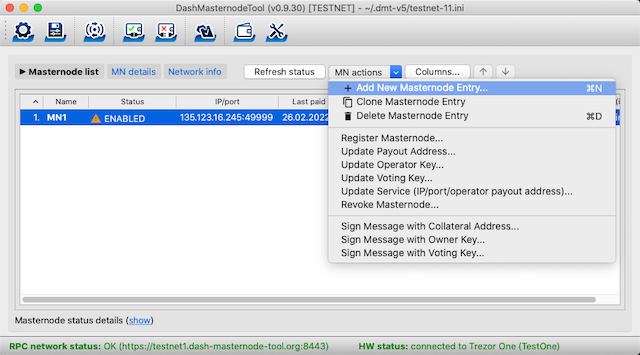 DashMasternodeTool (v0.9.30) [TESTNET] - ~/.dmt-v5/testnet-11.ini
Masternode list MN details Network info Refresh status MN actions Columns...
Name Status IP/port Last paid
1. MN1 ENABLED 135.123.16.245:49999 26.02.2022
Add New Masternode Entry... ⌘N
Clone Masternode Entry
Delete Masternode Entry ⌘D
Register Masternode...
Update Payout Address...
Update Operator Key...
Update Voting Key...
Update Service (IP/port/operator payout address)...
Revoke Masternode...
Sign Message with Collateral Address...
Sign Message with Owner Key...
Sign Message with Voting Key...
Masternode status details (show)
RPC network status: OK (https://testnet1.dash-masternode-tool.org:8443) HW status: connected to Trezor One (TestOne)